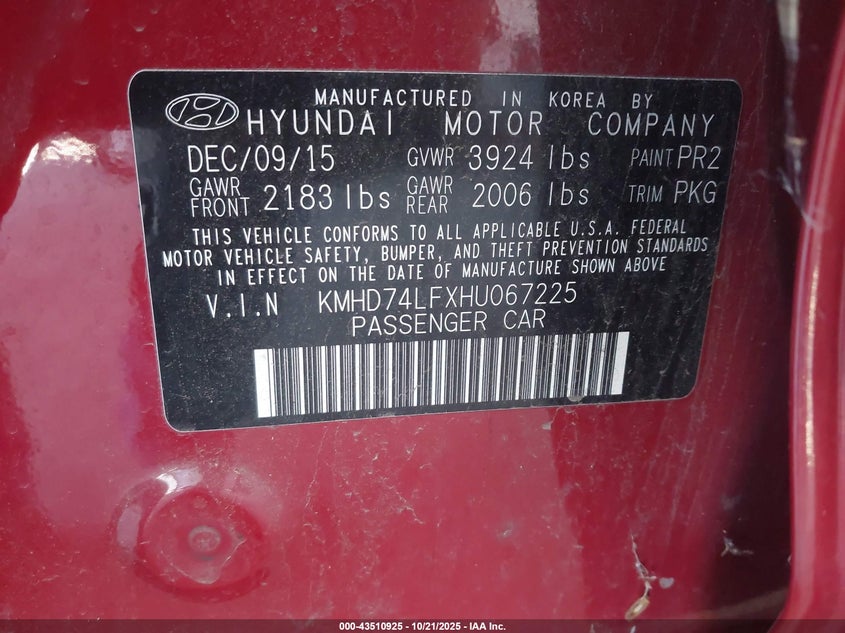 MANUFACTURED IN KOREA BY
HYUNDAI MOTOR COMPANY
DEC/09/15 GVWR 3924 lbs PAINT PR2
GAWR FRONT 2183 lbs GAWR REAR 2006 lbs TRIM PKG
THIS VEHICLE CONFORMS TO ALL APPLICABLE U.S.A. FEDERAL
MOTOR VEHICLE SAFETY, BUMPER, AND THEFT PREVENTION STANDARDS
IN EFFECT ON THE DATE OF MANUFACTURE SHOWN ABOVE
V.I.N KMHD74LFXHU067225
PASSENGER CAR
000-43510925 - 10/21/2025 - IAA Inc.